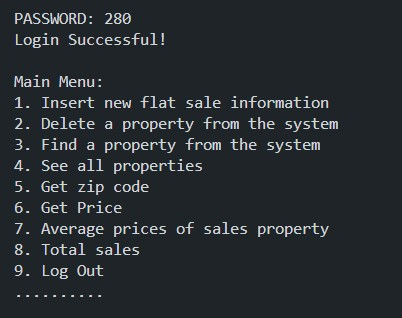 PASSWORD: 280
Login Successful!
Main Menu:
1. Insert new flat sale information
2. Delete a property from the system
3. Find a property from the system
4. See all properties
5. Get zip code
6. Get Price
7. Average prices of sales property
8. Total sales
9. Log Out
..........